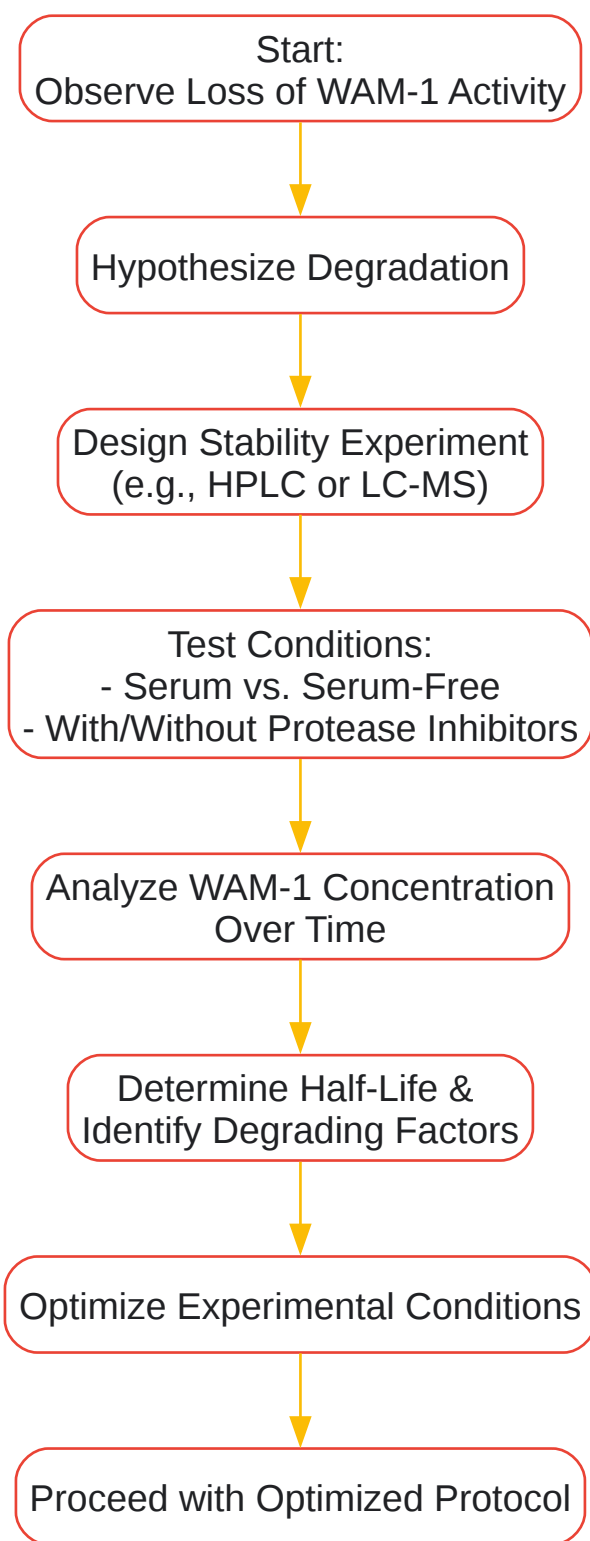 Start:
Observe Loss of WAM-1 Activity
Hypothesize Degradation
Design Stability Experiment
(e.g., HPLC or LC-MS)
Test Conditions:
- Serum vs. Serum-Free
- With/Without Protease Inhibitors
Analyze WAM-1 Concentration
Over Time
Determine Half-Life &
Identify Degrading Factors
Optimize Experimental Conditions
Proceed with Optimized Protocol